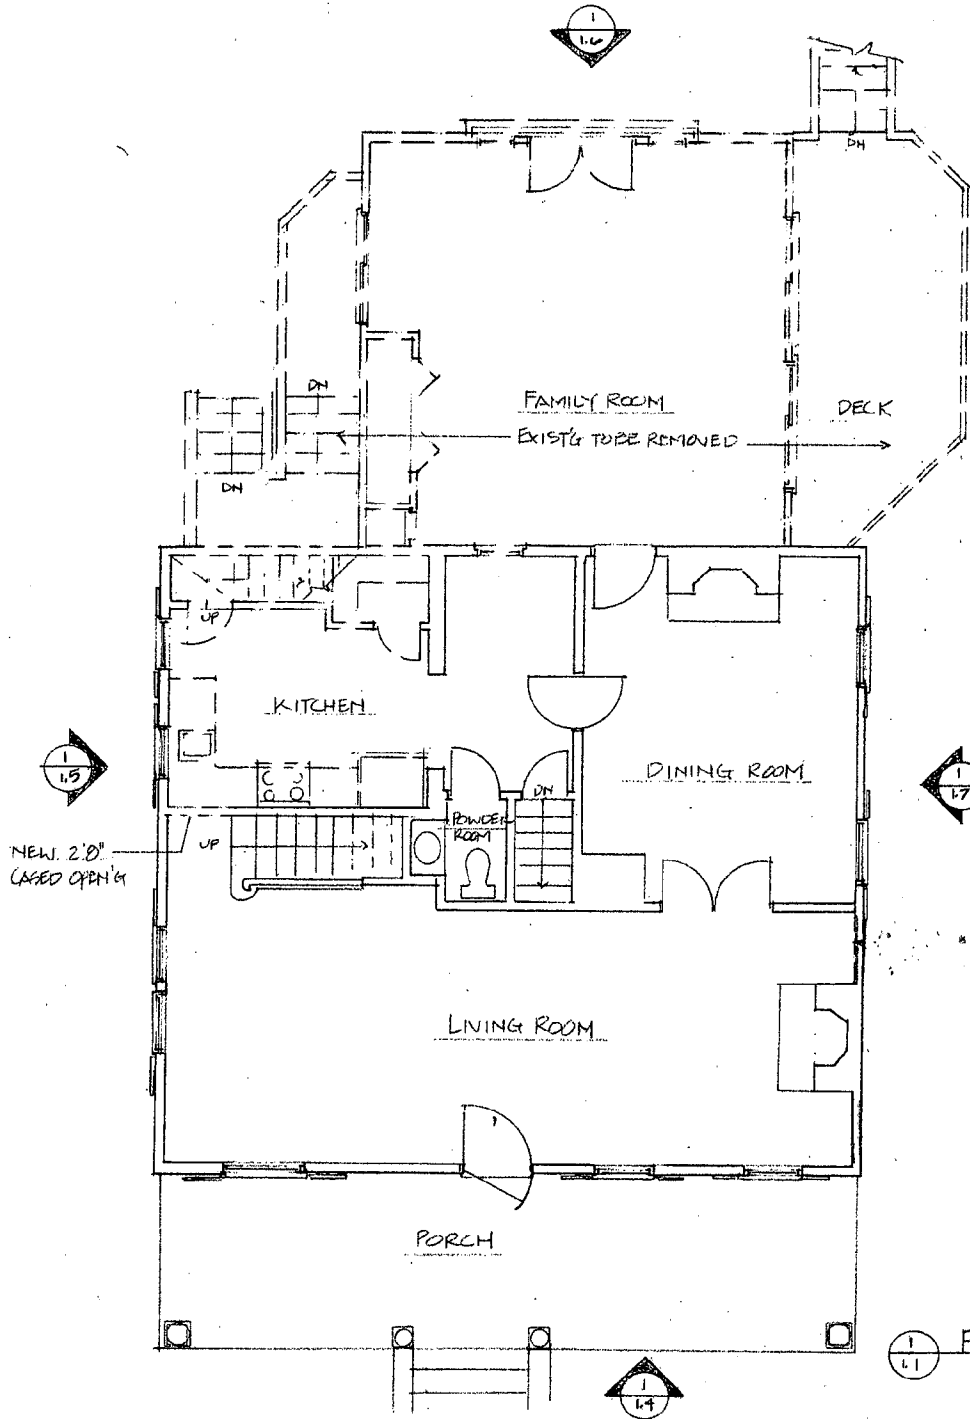 1
1.6
DN
DN
FAMILY ROOM
DECK
EXIST'G TO BE REMOVED
DN
UP
KITCHEN
1
1.5
DINING ROOM
1
1.7
DN
POWDER
ROOM
NEW 2'8"
CASED OPEN'G
UP
LIVING ROOM
PORCH
1
1.1
1
1.4